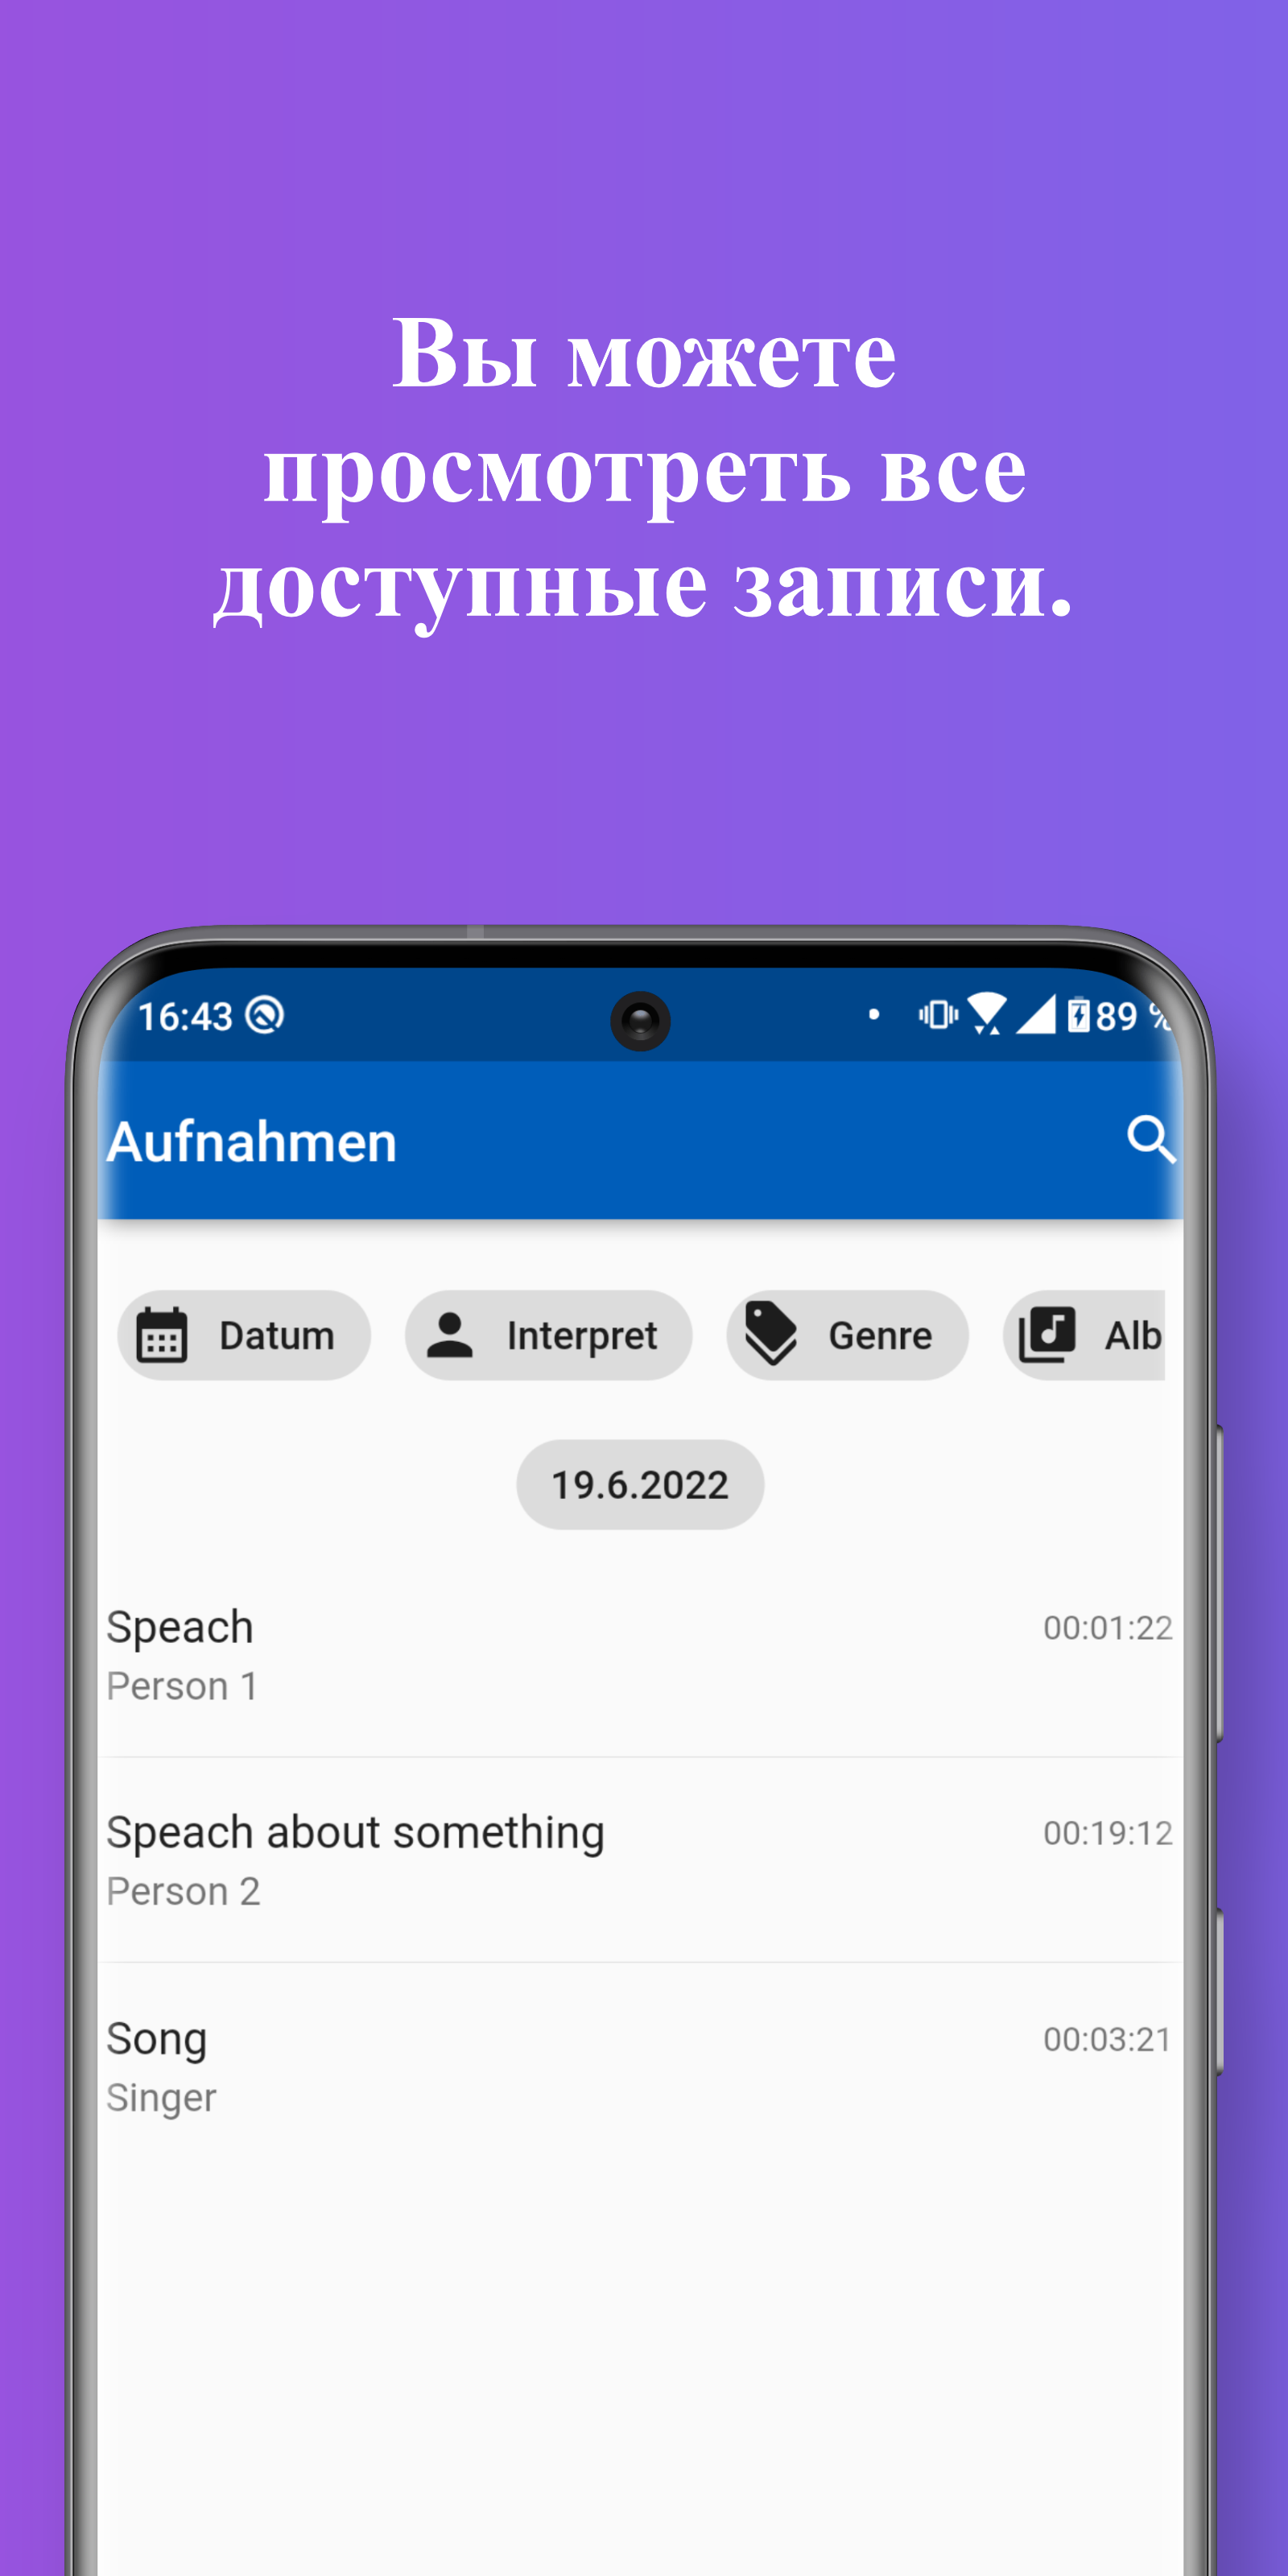 Вы можете
просмотреть все
доступные записи.
16:43 89 %
Aufnahmen
Datum Interpret Genre Alb
19.6.2022
Speach 00:01:22
Person 1
Speach about something 00:19:12
Person 2
Song 00:03:21
Singer